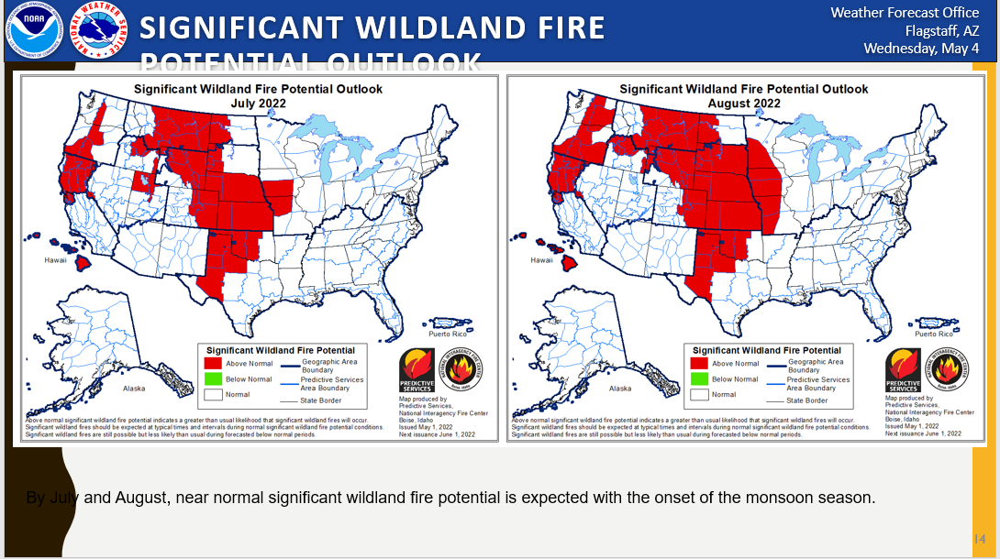 NOAA
NATIONAL WEATHER SERVICE
SIGNIFICANT WILDLAND FIRE
POTENTIAL OUTLOOK
Weather Forecast Office
Flagstaff, AZ
Wednesday, May 4
Significant Wildland Fire Potential Outlook
July 2022
Hawaii
Alaska
Puerto Rico
Significant Wildland Fire Potential
Above Normal
Below Normal
Normal
Geographic Area
Boundary
Predictive Services
Area Boundary
State Border
PREDICTIVE
SERVICES
NATIONAL INTERAGENCY FIRE CENTER
Boise, Idaho
Map produced by
Predictive Services,
National Interagency Fire Center
Boise, Idaho
Issued May 1, 2022
Next issuance June 1, 2022
Above normal significant wildland fire potential indicates a greater than usual likelihood that significant wildland fires will occur.
Significant wildland fires should be expected at typical times and intervals during normal significant wildland fire potential conditions.
Significant wildland fires are still possible but less likely than usual during forecasted below normal periods.
Significant Wildland Fire Potential Outlook
August 2022
Hawaii
Alaska
Puerto Rico
Significant Wildland Fire Potential
Above Normal
Below Normal
Normal
Geographic Area
Boundary
Predictive Services
Area Boundary
State Border
PREDICTIVE
SERVICES
NATIONAL INTERAGENCY FIRE CENTER
Boise, Idaho
Map produced by
Predictive Services,
National Interagency Fire Center
Boise, Idaho
Issued May 1, 2022
Next issuance June 1, 2022
Above normal significant wildland fire potential indicates a greater than usual likelihood that significant wildland fires will occur.
Significant wildland fires should be expected at typical times and intervals during normal significant wildland fire potential conditions.
Significant wildland fires are still possible but less likely than usual during forecasted below normal periods.
By July and August, near normal significant wildland fire potential is expected with the onset of the monsoon season.
14